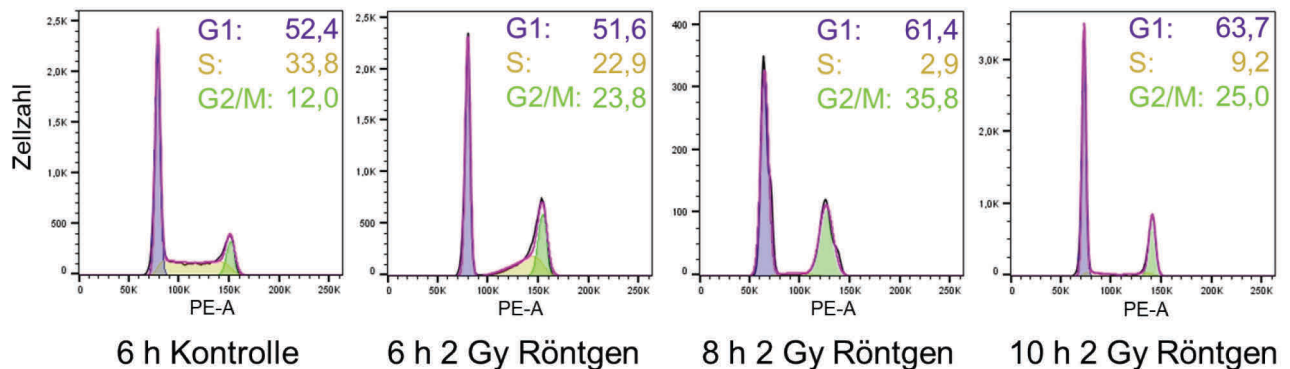 Zellzahl
2,5K
2,0K
1,5K
1,0K
500
0
G1: 52,4
S: 33,8
G2/M: 12,0
0 50K 100K 150K 200K 250K
PE-A
6 h Kontrolle
2,5K
2,0K
1,5K
1,0K
500
0
G1: 51,6
S: 22,9
G2/M: 23,8
0 50K 100K 150K 200K 250K
PE-A
6 h 2 Gy Röntgen
400
300
200
100
0
G1: 61,4
S: 2,9
G2/M: 35,8
0 50K 100K 150K 200K 250K
PE-A
8 h 2 Gy Röntgen
3,0K
2,0K
1,0K
0
G1: 63,7
S: 9,2
G2/M: 25,0
0 50K 100K 150K 200K 250K
PE-A
10 h 2 Gy Röntgen